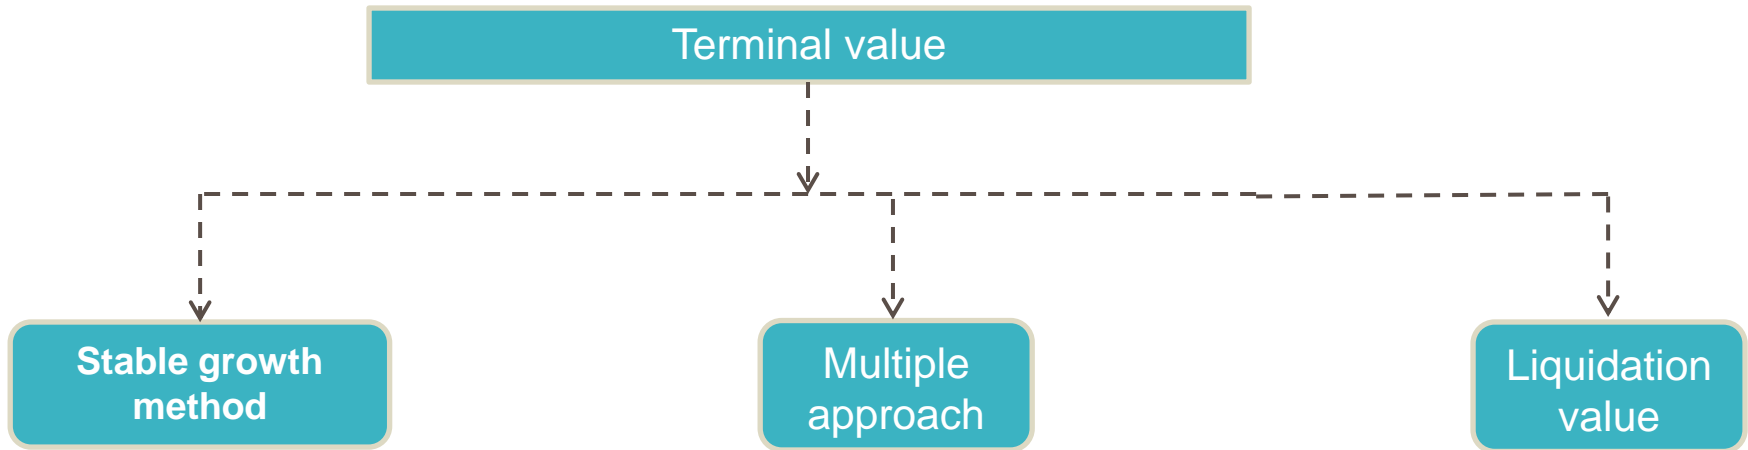 Terminal value
Stable growth
method
Multiple
approach
Liquidation
value